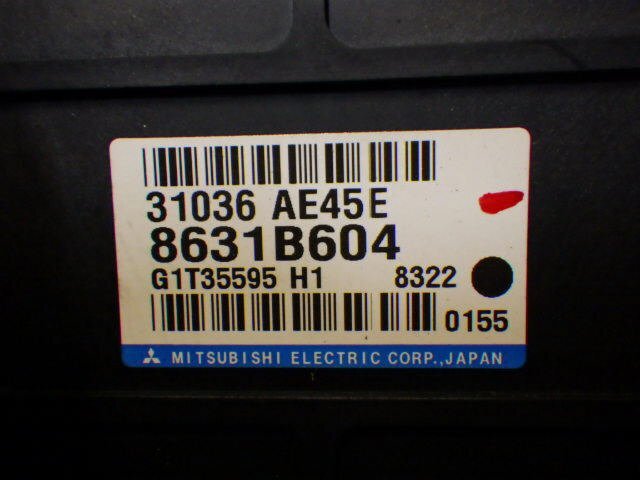 31036 AE45E
8631B604
G1T35595 H1 8322
0155
MITSUBISHI ELECTRIC CORP.,JAPAN